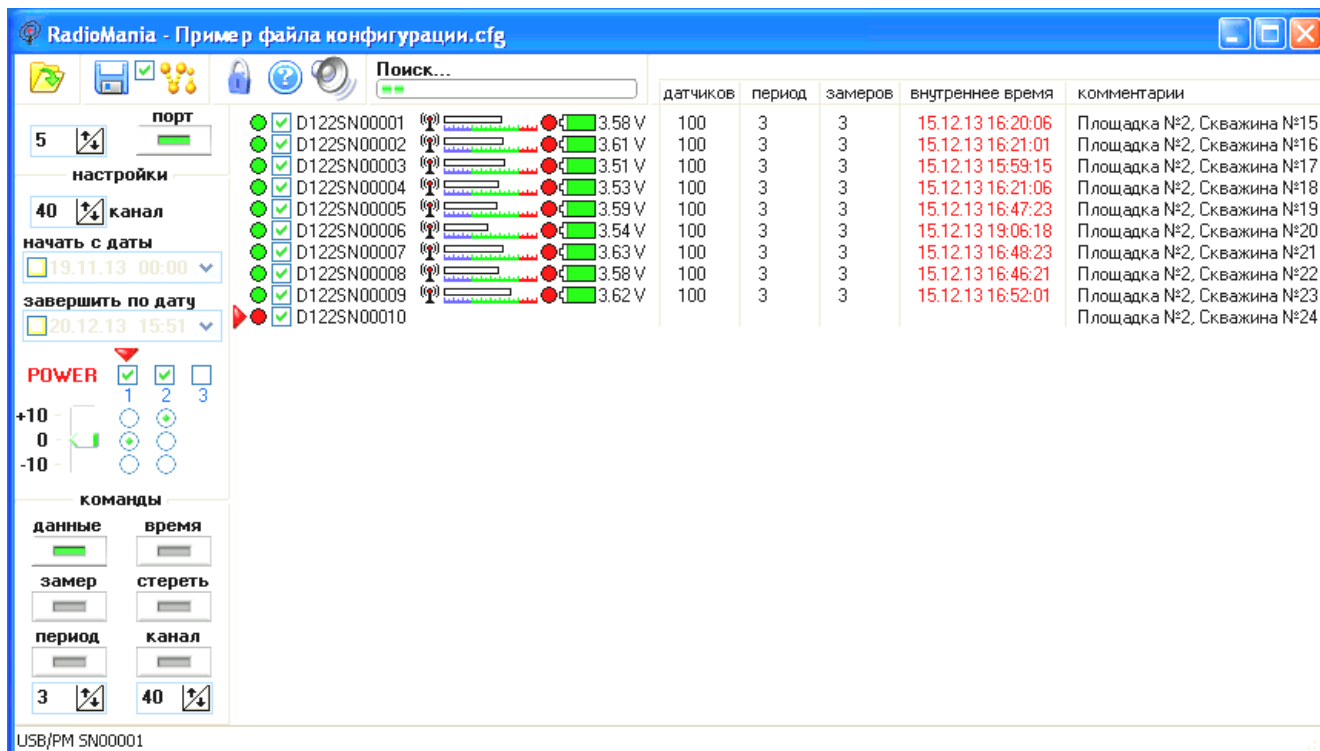 RadioMania - Пример файла конфигурации.cfg
Поиск...
датчиков период замеров внутреннее время комментарии
порт
5
настройки
40 канал
начать с даты
19.11.13 00:00
завершить по дату
20.12.13 15:51
POWER
1 2 3
+10
0
-10
команды
данные время
замер стереть
период канал
3 40
D122SN00001 3.58 V 100 3 3 15.12.13 16:20:06 Площадка №2, Скважина №15
D122SN00002 3.61 V 100 3 3 15.12.13 16:21:01 Площадка №2, Скважина №16
D122SN00003 3.51 V 100 3 3 15.12.13 15:59:15 Площадка №2, Скважина №17
D122SN00004 3.53 V 100 3 3 15.12.13 16:21:06 Площадка №2, Скважина №18
D122SN00005 3.59 V 100 3 3 15.12.13 16:47:23 Площадка №2, Скважина №19
D122SN00006 3.54 V 100 3 3 15.12.13 19:06:18 Площадка №2, Скважина №20
D122SN00007 3.63 V 100 3 3 15.12.13 16:48:23 Площадка №2, Скважина №21
D122SN00008 3.58 V 100 3 3 15.12.13 16:46:21 Площадка №2, Скважина №22
D122SN00009 3.62 V 100 3 3 15.12.13 16:52:01 Площадка №2, Скважина №23
D122SN00010 Площадка №2, Скважина №24
USB/PM SN00001